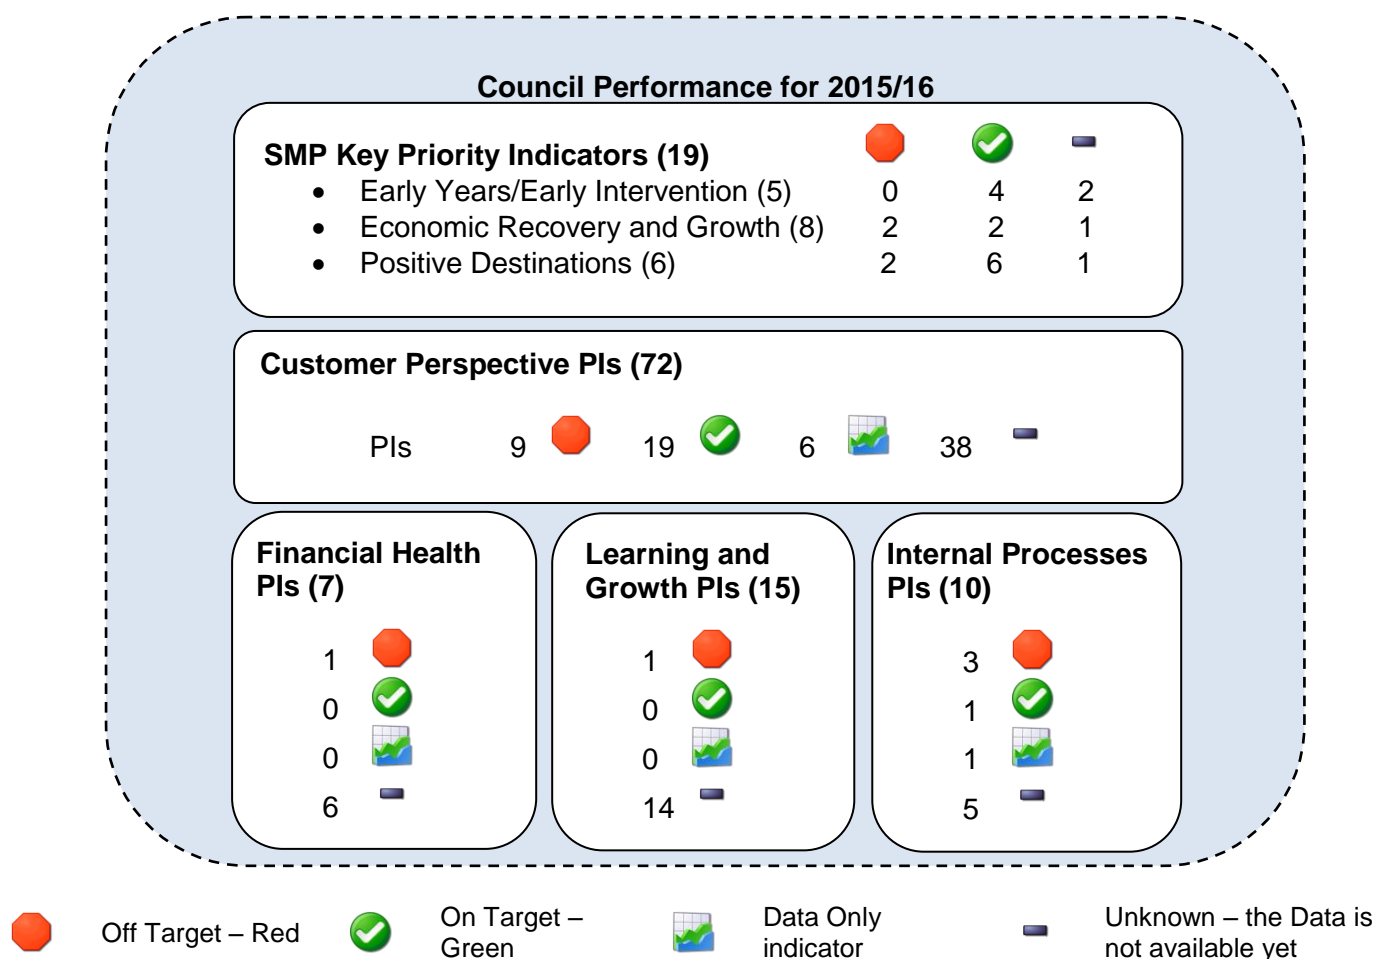 Council Performance for 2015/16
SMP Key Priority Indicators (19)
• Early Years/Early Intervention (5) 0 4 2
• Economic Recovery and Growth (8) 2 2 1
• Positive Destinations (6) 2 6 1
Customer Perspective PIs (72)
PIs 9 19 6 38
Financial Health
PIs (7)
1
0
0
6
Learning and
Growth PIs (15)
1
0
0
14
Internal Processes
PIs (10)
3
1
1
5
Off Target – Red
On Target –
Green
Data Only
indicator
Unknown – the Data is
not available yet